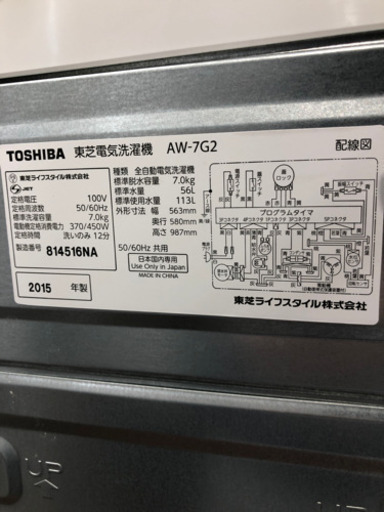 TOSHIBA 東芝電気洗濯機 AW-7G2 配線図
東芝ライフスタイル株式会社
JET
定格電圧 100V
定格周波数 50/60Hz
標準洗濯容量 7.0kg
電動機定格消費電力 370/450W
定格時間 洗いのみ 12分
製造番号 814516NA
2015 年製
種類 全自動電気洗濯機
標準脱水容量 7.0kg
標準水量 56L
標準使用水量 113L
外形寸法 幅 563mm
奥行 580mm
高さ 987mm
50/60Hz 共用
日本国内専用
Use Only in Japan
MADE IN CHINA
ふた
ロック
プログラムタイマ
東芝ライフスタイル株式会社
UP
UP